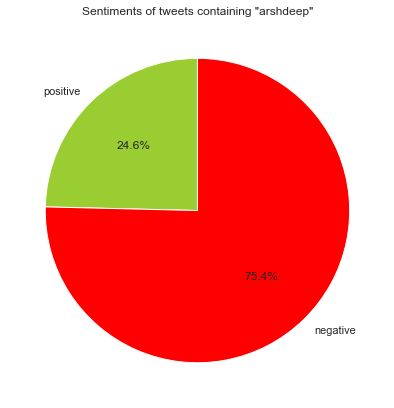 Sentiments of tweets containing "arshdeep"
positive
24.6%
75.4%
negative